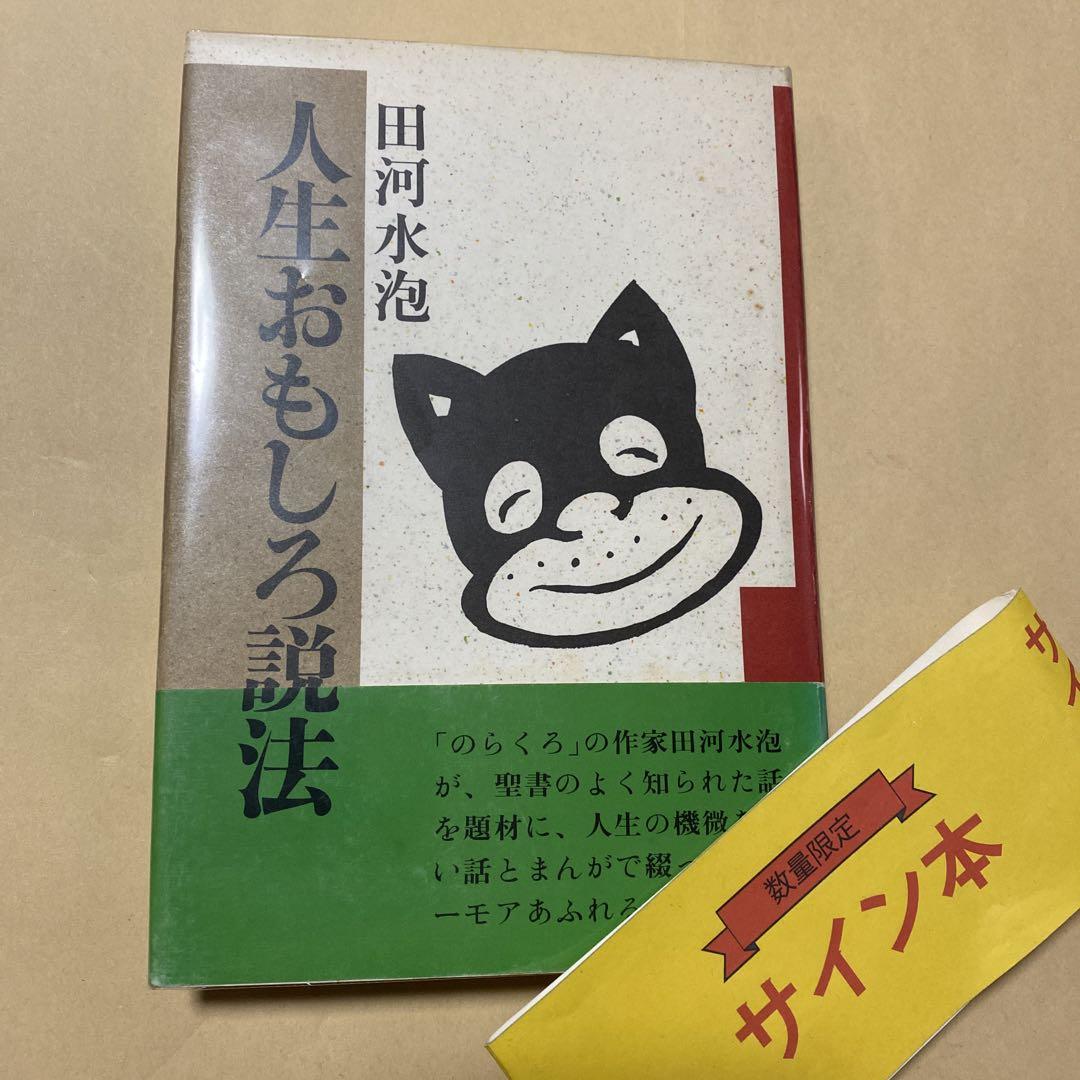 人生おもしろ説法
田河水泡
「のらくろ」の作家田河水泡
が、聖書のよく知られた話
を題材に、人生の機微
い話とまんがで綴っ
ーモアあふれる
数量限定
サイン本
サイ